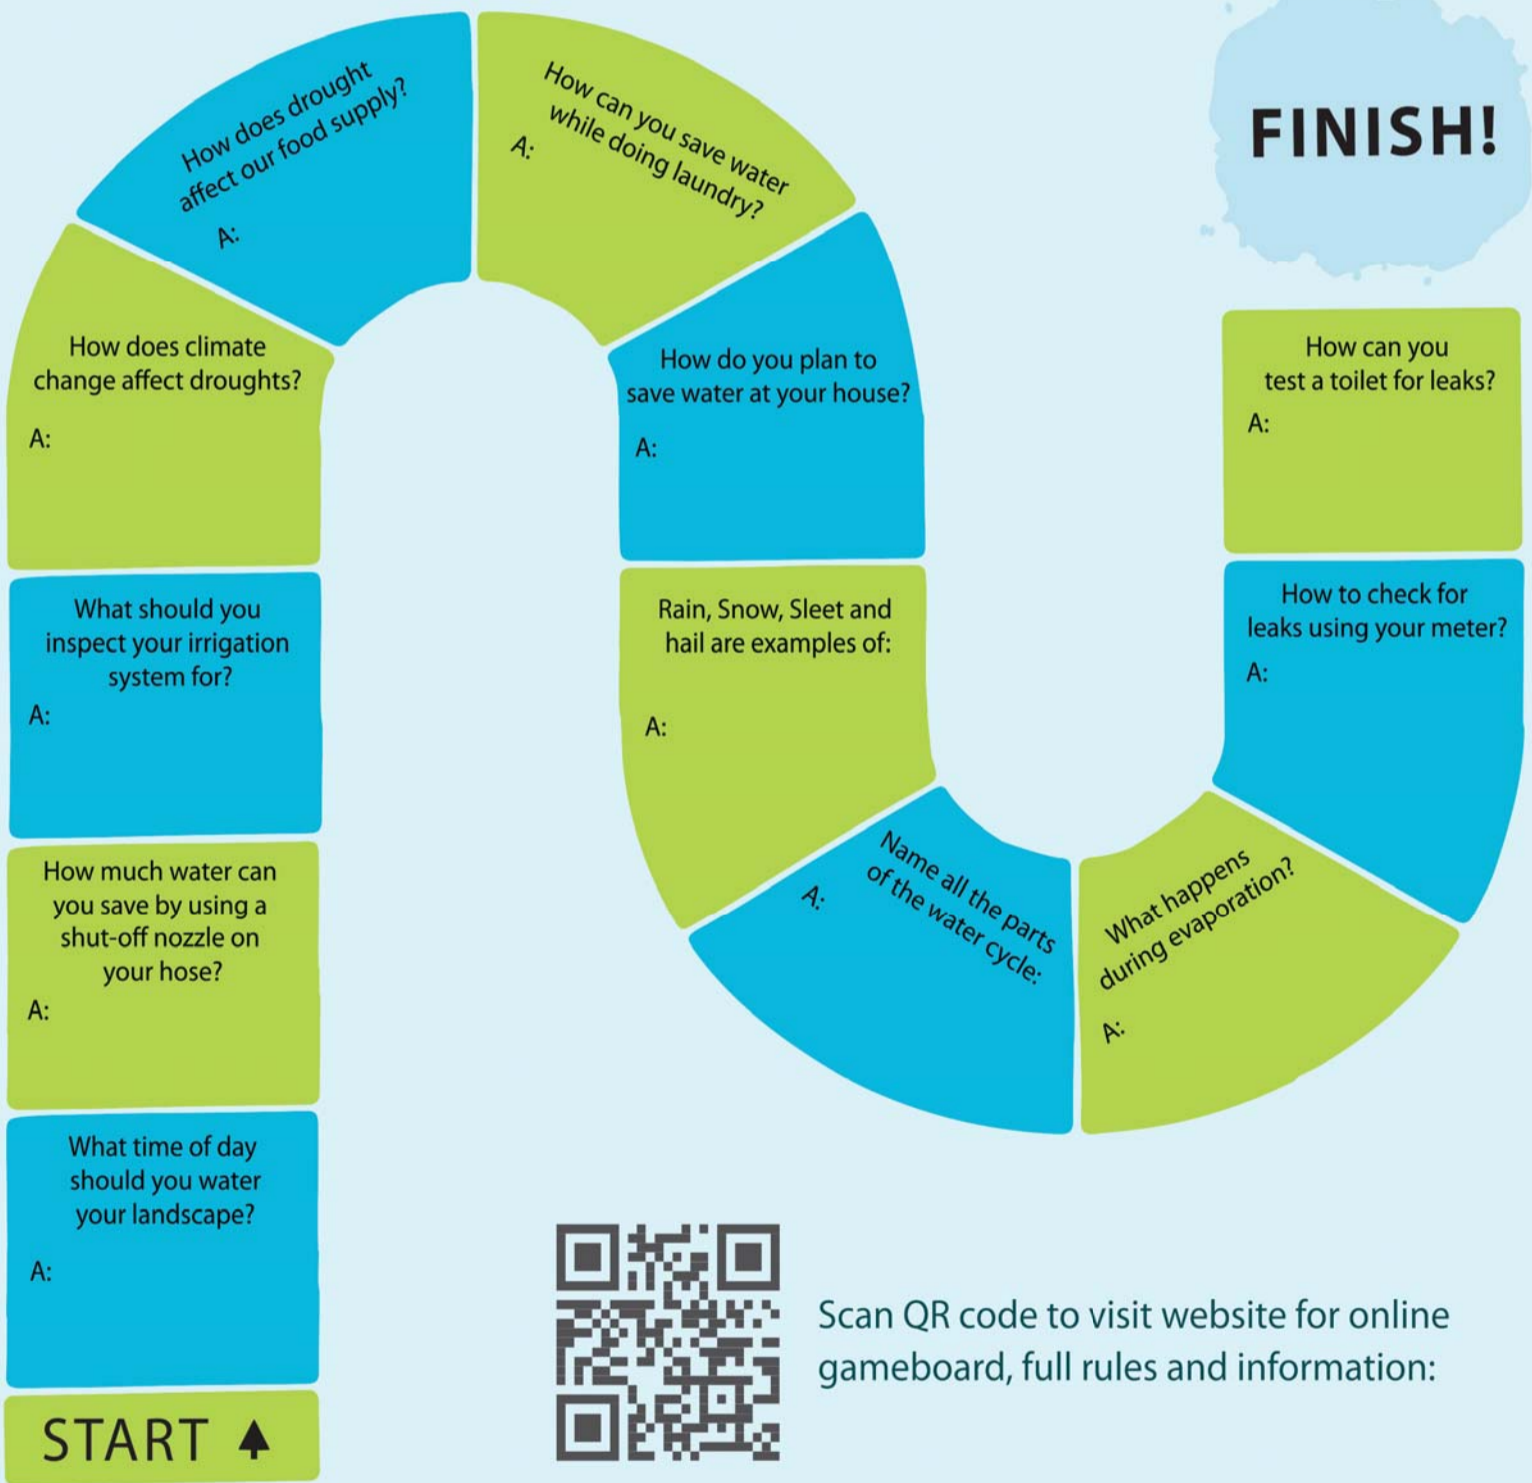 START
What time of day
should you water
your landscape?
A:
How much water can
you save by using a
shut-off nozzle on
your hose?
A:
What should you
inspect your irrigation
system for?
A:
How does climate
change affect droughts?
A:
How does drought
affect our food supply?
A:
How can you save water
while doing laundry?
A:
How do you plan to
save water at your house?
A:
Rain, Snow, Sleet and
hail are examples of:
A:
Name all the parts
of the water cycle:
A:
What happens
during evaporation?
A:
How to check for
leaks using your meter?
A:
How can you
test a toilet for leaks?
A:
FINISH!
Scan QR code to visit website for online
gameboard, full rules and information: